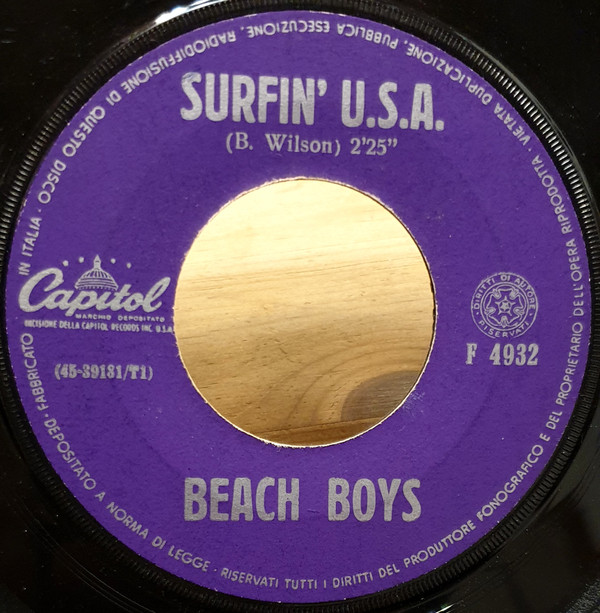 SURFIN' U.S.A.
(B. Wilson) 2'25"
Capitol
MARCHIO DEPOSITATO
INCISIONE DELLA CAPITOL RECORDS INC. U.S.A.
(45-39181/T1)
DIRITTI DI AUTORE
RISERVATI
F 4932
BEACH BOYS
FABBRICATO IN ITALIA · VIETATA DUPLICAZIONE, PUBBLICA ESECUZIONE, RADIODIFFUSIONE DI QUESTO DISCO
DEPOSITATO A NORMA DI LEGGE · RISERVATI TUTTI I DIRITTI DEL PRODUTTORE FONOGRAFICO E DEL PROPRIETARIO DELL'OPERA RIPRODOTTA